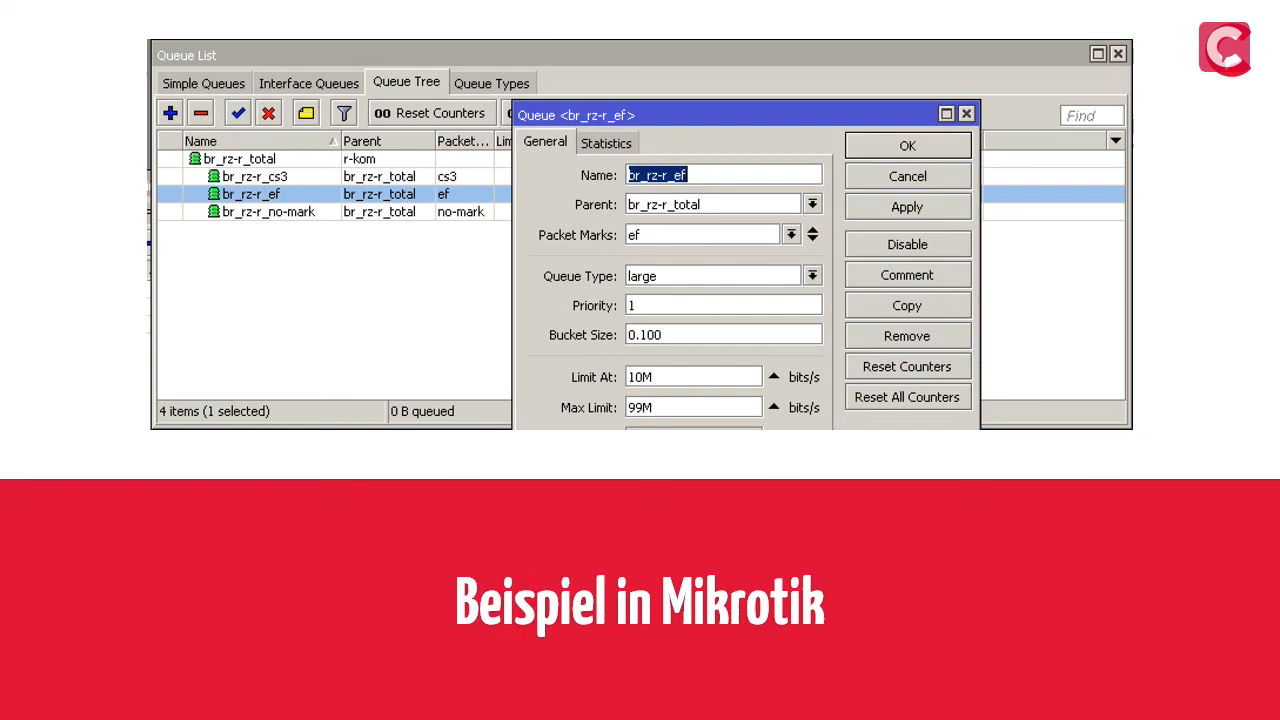 Queue List
Simple Queues Interface Queues Queue Tree Queue Types
00 Reset Counters
Find
Name Parent Packet... Lim
br_rz-r_total r-kom
br_rz-r_cs3 br_rz-r_total cs3
br_rz-r_ef br_rz-r_total ef
br_rz-r_no-mark br_rz-r_total no-mark
4 items (1 selected) 0 B queued
Queue <br_rz-r_ef>
General Statistics
Name: br_rz-r_ef
Parent: br_rz-r_total
Packet Marks: ef
Queue Type: large
Priority: 1
Bucket Size: 0.100
Limit At: 10M bits/s
Max Limit: 99M bits/s
OK
Cancel
Apply
Disable
Comment
Copy
Remove
Reset Counters
Reset All Counters
Beispiel in Mikrotik